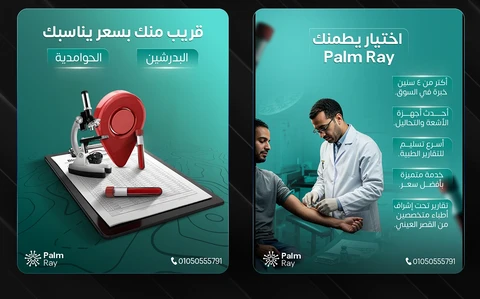 قريب منك بسعر يناسبك
البدرشين
الحوامدية
Palm
Ray
01050555791
اختيار يطمنك
Palm Ray
أكثر من ٤ سنين
خبرة في السوق.
أحدث أجهزة
الأشعة والتحاليل.
أسرع تسليم
للتقارير الطبية.
خدمة متميزة
بأفضل سعر.
تقارير تحت إشراف
أطباء متخصصين
من القصر العيني.
Palm
Ray
01050555791